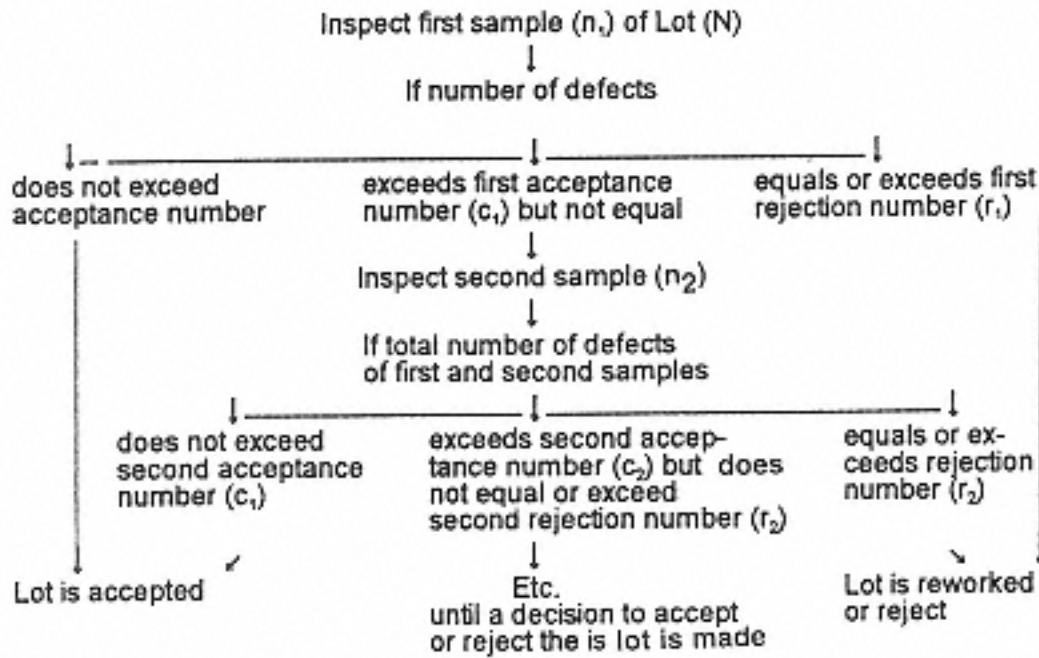 Inspect first sample (n₁) of Lot (N)
If number of defects
does not exceed
acceptance number
exceeds first acceptance
number (c₁) but not equal
equals or exceeds first
rejection number (r₁)
Inspect second sample (n₂)
If total number of defects
of first and second samples
does not exceed
second acceptance
number (c₁)
exceeds second accep-
tance number (c₂) but does
not equal or exceed
second rejection number (r₂)
equals or ex-
ceeds rejection
number (r₂)
Lot is accepted
Etc.
until a decision to accept
or reject the is lot is made
Lot is reworked
or reject